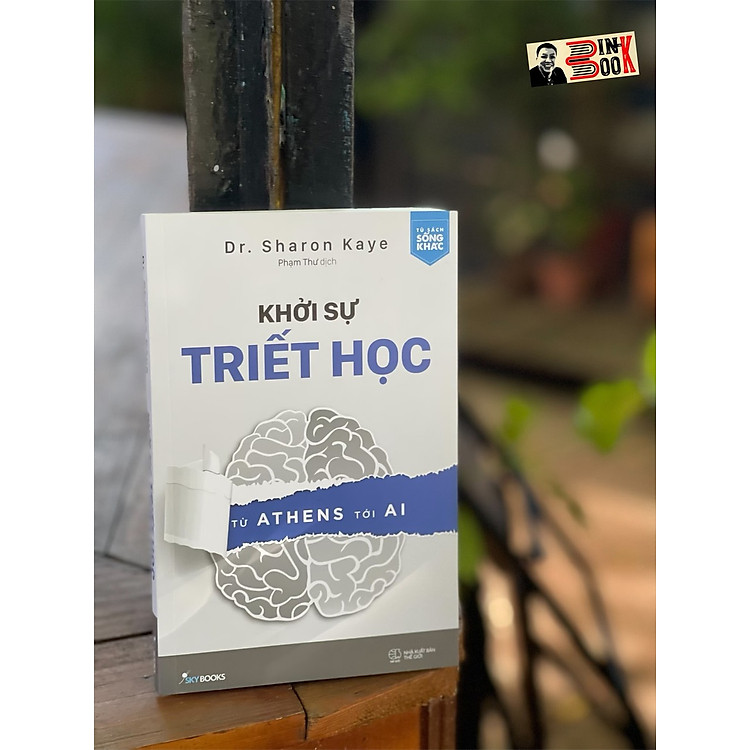 BIN
BOOK
Dr. Sharon Kaye
Phạm Thư dịch
TỦ SÁCH
SỐNG
KHÁC
KHỞI SỰ
TRIẾT HỌC
TỪ ATHENS TỚI AI
SKYBOOKS
NHÀ XUẤT BẢN
THẾ GIỚI